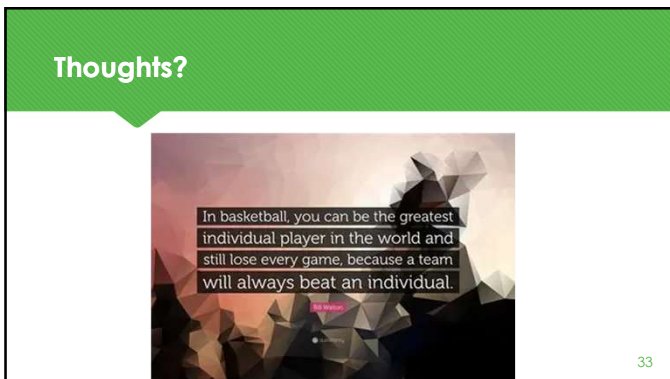 Thoughts?
In basketball, you can be the greatest
individual player in the world and
still lose every game, because a team
will always beat an individual.
Bill Walton
33